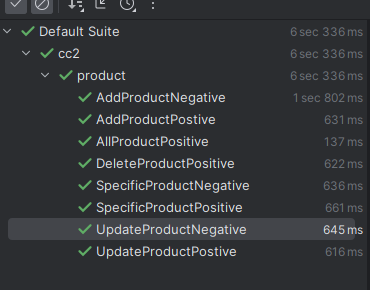 Default Suite 6 sec 336 ms
cc2 6 sec 336 ms
product 6 sec 336 ms
AddProductNegative 1 sec 802 ms
AddProductPostive 631 ms
AllProductPositive 137 ms
DeleteProductPositive 622 ms
SpecificProductNegative 636 ms
SpecificProductPositive 661 ms
UpdateProductNegative 645 ms
UpdateProductPostive 616 ms